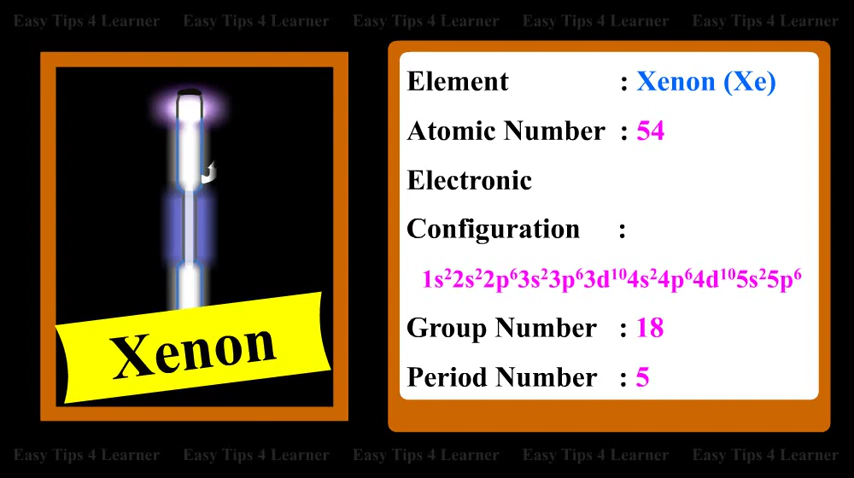 Easy Tips 4 Learner Easy Tips 4 Learner Easy Tips 4 Learner Easy Tips 4 Learner Easy Tips 4 Learner
Xenon
Element : Xenon (Xe)
Atomic Number : 54
Electronic
Configuration :
1s²2s²2p⁶3s²3p⁶3d¹⁰4s²4p⁶4d¹⁰5s²5p⁶
Group Number : 18
Period Number : 5
Easy Tips 4 Learner Easy Tips 4 Learner Easy Tips 4 Learner Easy Tips 4 Learner Easy Tips 4 Learner